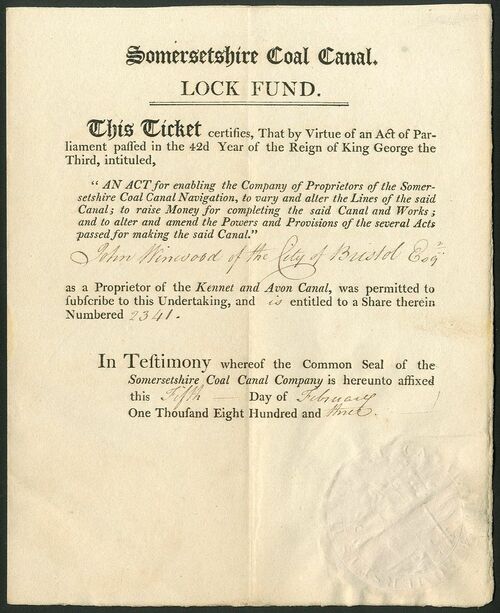 Somersetshire Coal Canal.
LOCK FUND.
This Ticket certifies, That by Virtue of an Act of Par-
liament paſſed in the 42d Year of the Reign of King George the
Third, intituled,
“ AN ACT for enabling the Company of Proprietors of the Somer-
setshire Coal Canal Navigation, to vary and alter the Lines of the said
Canal; to raise Money for completing the said Canal and Works;
and to alter and amend the Powers and Provisions of the several Acts
passed for making the said Canal.”
John Winwood of the City of Bristol Esqr.
as a Proprietor of the Kennet and Avon Canal, was permitted to
ſubſcribe to this Undertaking, and is entitled to a Share therein
Numbered 2341.
In Teſtimony whereof the Common Seal of the
Somersetshire Coal Canal Company is hereunto affixed
this Fifth Day of February
One Thouſand Eight Hundred and three.